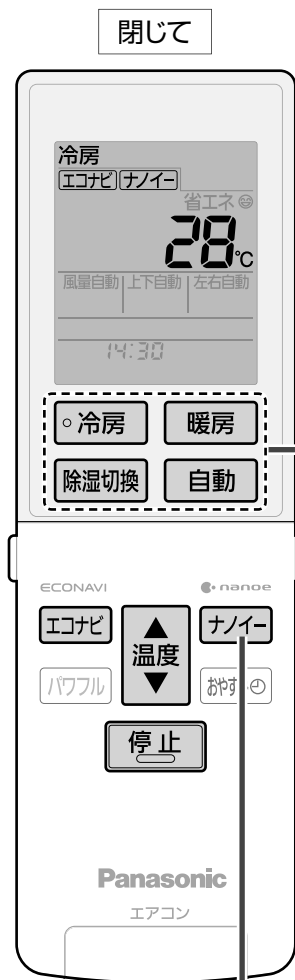 閉じて
冷房
エコナビ ナノイー
省エネ
28℃
風量自動 上下自動 左右自動
14:30
冷房 暖房
除湿切換 自動
ECONAVI nanoe
エコナビ ▲ ナノイー
温度
パワフル ▼ おやすみ
停止
Panasonic
エアコン